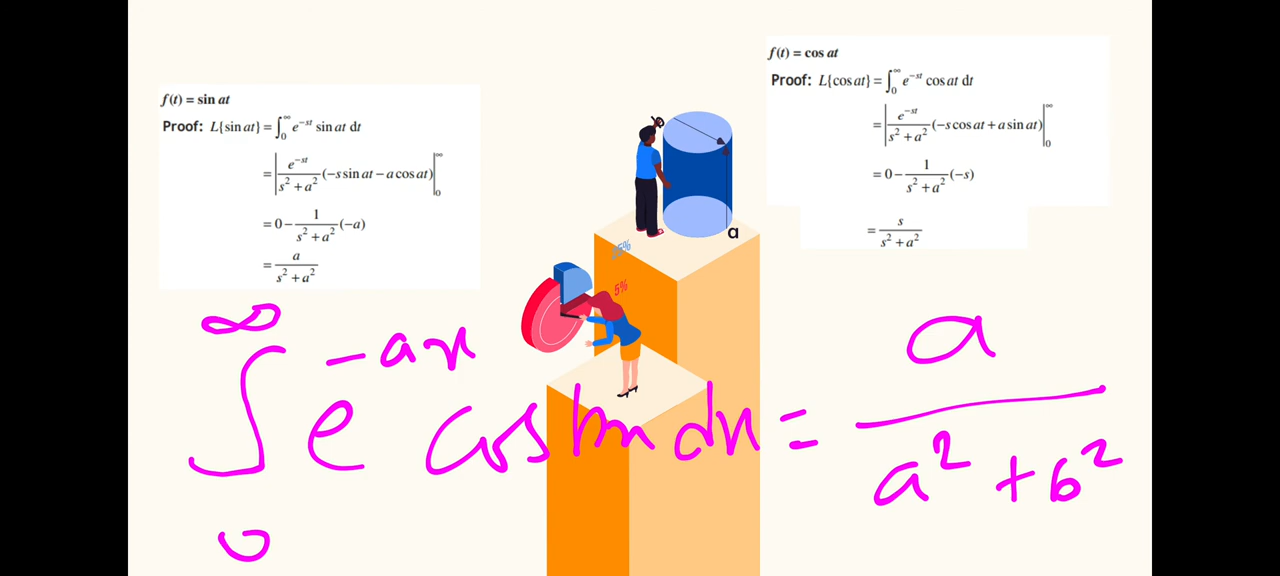 f(t) = sin at
Proof: L{sin at} = ∫₀^∞ e^−st sin at dt
= | e^−st / (s² + a²) (−s sin at − a cos at) |₀^∞
= 0 − 1 / (s² + a²) (−a)
= a / (s² + a²)
f(t) = cos at
Proof: L{cos at} = ∫₀^∞ e^−st cos at dt
= | e^−st / (s² + a²) (−s cos at + a sin at) |₀^∞
= 0 − 1 / (s² + a²) (−s)
= s / (s² + a²)
a
5%
∫₀^∞ e^−ax cos bx dx = a / (a² + b²)